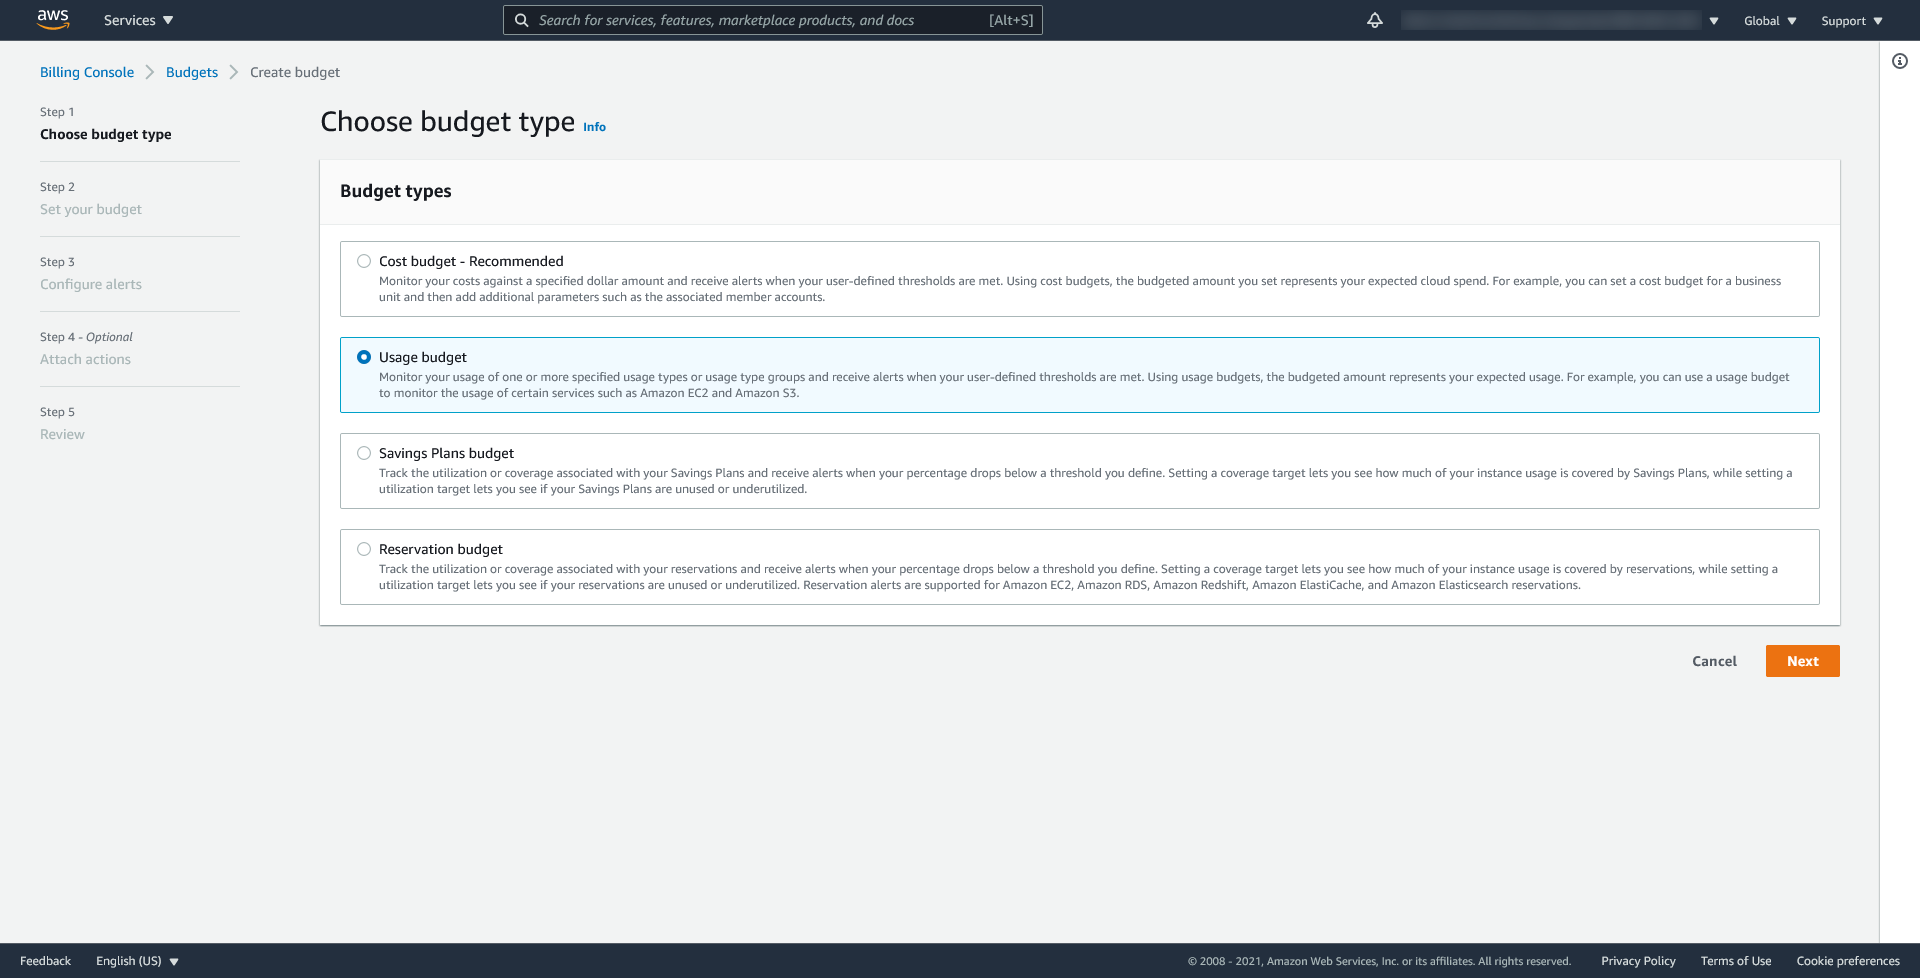 aws Services Search for services, features, marketplace products, and docs [Alt+S] Global Support
Billing Console Budgets Create budget
Step 1
Choose budget type
Step 2
Set your budget
Step 3
Configure alerts
Step 4 - Optional
Attach actions
Step 5
Review
Choose budget type Info
Budget types
Cost budget - Recommended
Monitor your costs against a specified dollar amount and receive alerts when your user-defined thresholds are met. Using cost budgets, the budgeted amount you set represents your expected cloud spend. For example, you can set a cost budget for a business
unit and then add additional parameters such as the associated member accounts.
Usage budget
Monitor your usage of one or more specified usage types or usage type groups and receive alerts when your user-defined thresholds are met. Using usage budgets, the budgeted amount represents your expected usage. For example, you can use a usage budget
to monitor the usage of certain services such as Amazon EC2 and Amazon S3.
Savings Plans budget
Track the utilization or coverage associated with your Savings Plans and receive alerts when your percentage drops below a threshold you define. Setting a coverage target lets you see how much of your instance usage is covered by Savings Plans, while setting a
utilization target lets you see if your Savings Plans are unused or underutilized.
Reservation budget
Track the utilization or coverage associated with your reservations and receive alerts when your percentage drops below a threshold you define. Setting a coverage target lets you see how much of your instance usage is covered by reservations, while setting a
utilization target lets you see if your reservations are unused or underutilized. Reservation alerts are supported for Amazon EC2, Amazon RDS, Amazon Redshift, Amazon ElastiCache, and Amazon Elasticsearch reservations.
Cancel Next
Feedback English (US) © 2008 - 2021, Amazon Web Services, Inc. or its affiliates. All rights reserved. Privacy Policy Terms of Use Cookie preferences